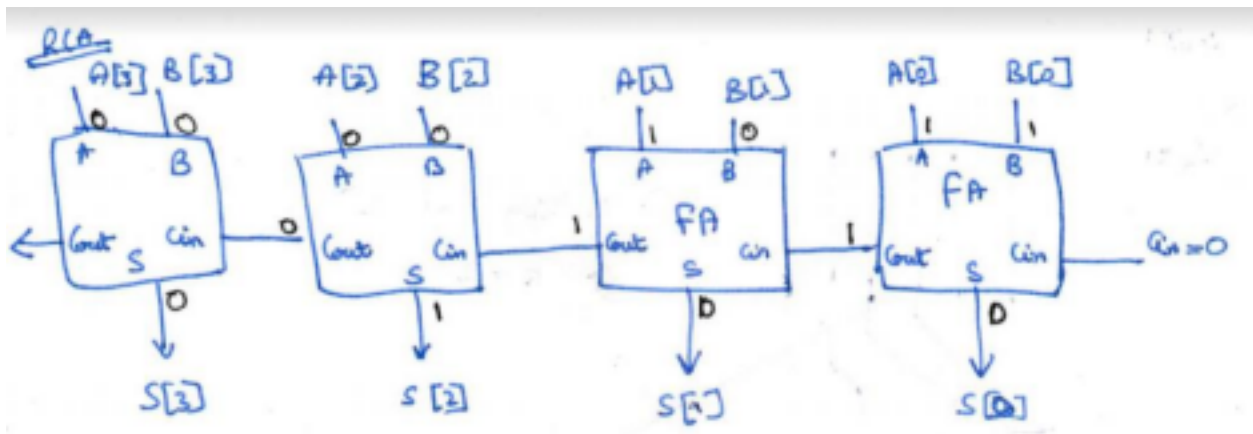 RCA
A[3] B[3] A[2] B[2] A[1] B[1] A[0] B[0]
0 0 0 0 1 0 1 1
A B A B A B A B
FA FA
Cout Cin 0 Cout Cin 1 Cout Cin 1 Cout Cin Cin=0
S S S S
0 1 0 0
S[3] S[2] S[1] S[0]